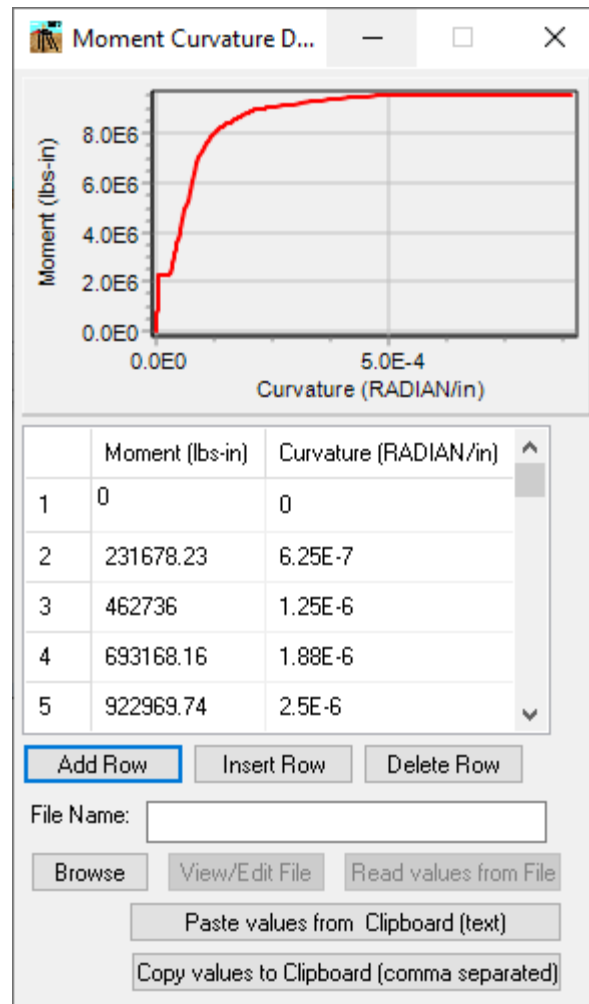 Moment Curvature D...
8.0E6
6.0E6
4.0E6
2.0E6
0.0E0
Moment (lbs-in)
0.0E0 5.0E-4
Curvature (RADIAN/in)
Moment (lbs-in) Curvature (RADIAN/in)
1 0 0
2 231678.23 6.25E-7
3 462736 1.25E-6
4 693168.16 1.88E-6
5 922969.74 2.5E-6
Add Row Insert Row Delete Row
File Name:
Browse View/Edit File Read values from File
Paste values from Clipboard (text)
Copy values to Clipboard (comma separated)